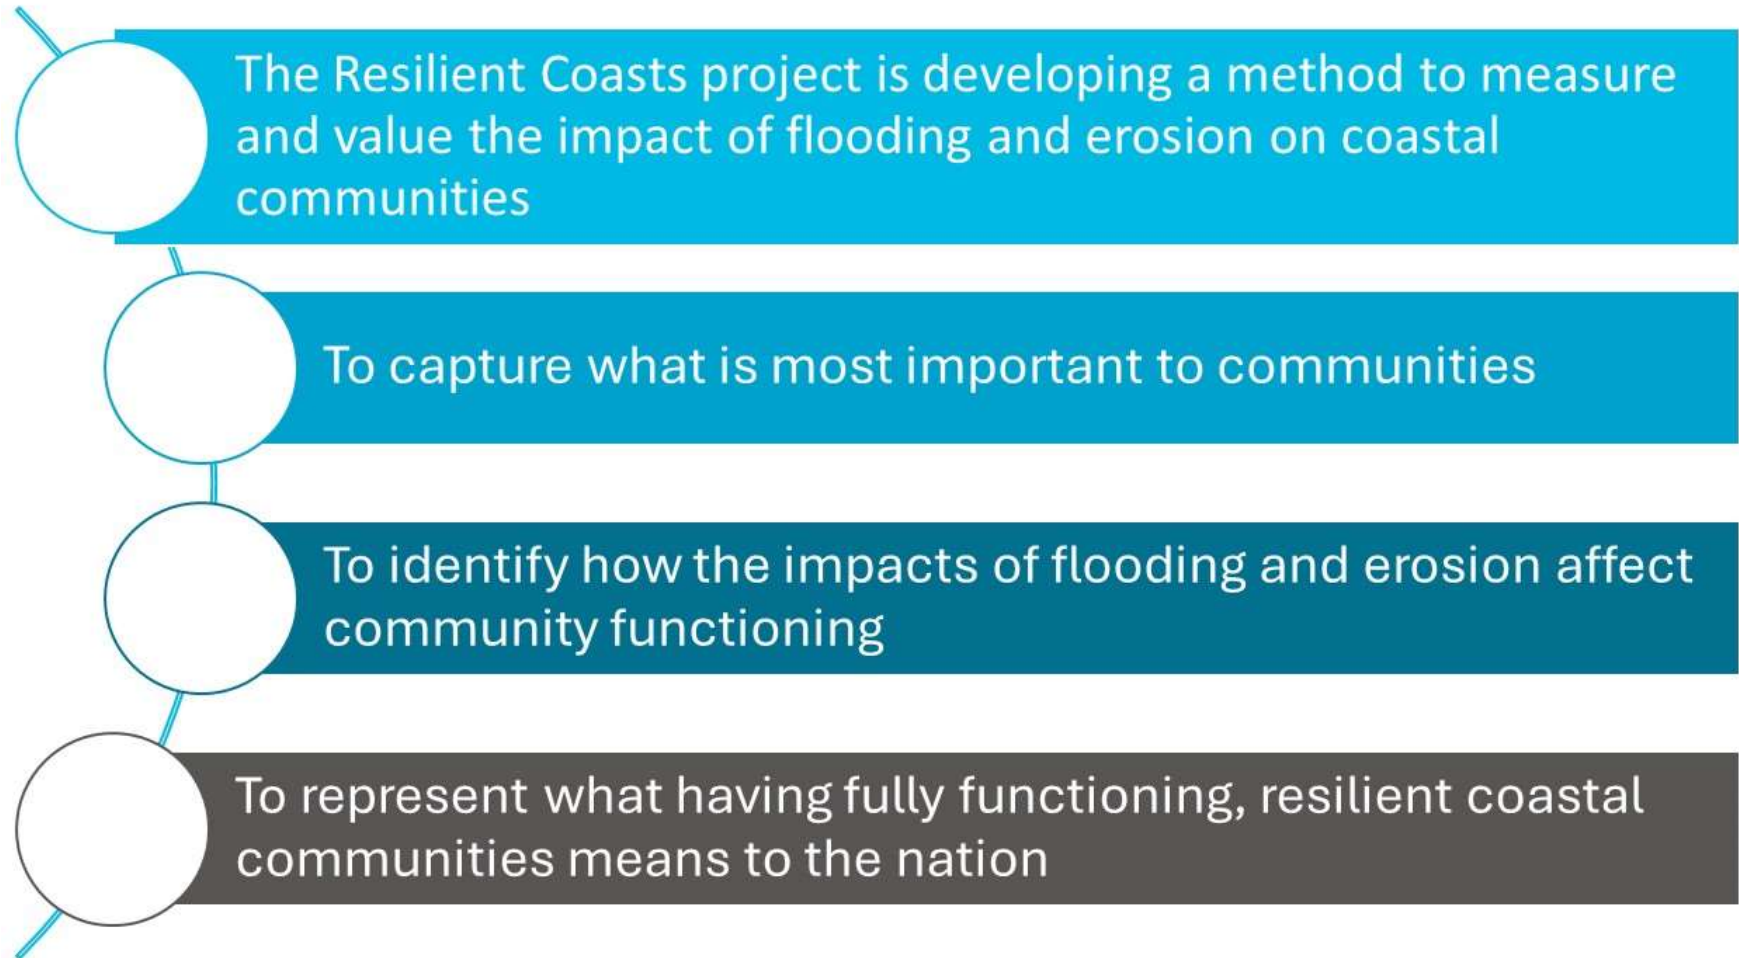 The Resilient Coasts project is developing a method to measure
and value the impact of flooding and erosion on coastal
communities
To capture what is most important to communities
To identify how the impacts of flooding and erosion affect
community functioning
To represent what having fully functioning, resilient coastal
communities means to the nation